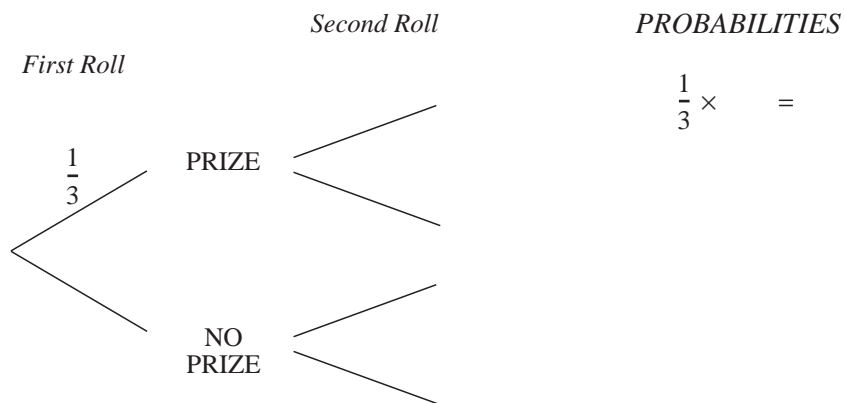 Second Roll
PROBABILITIES
First Roll
1/3 × =
1/3
PRIZE
NO
PRIZE